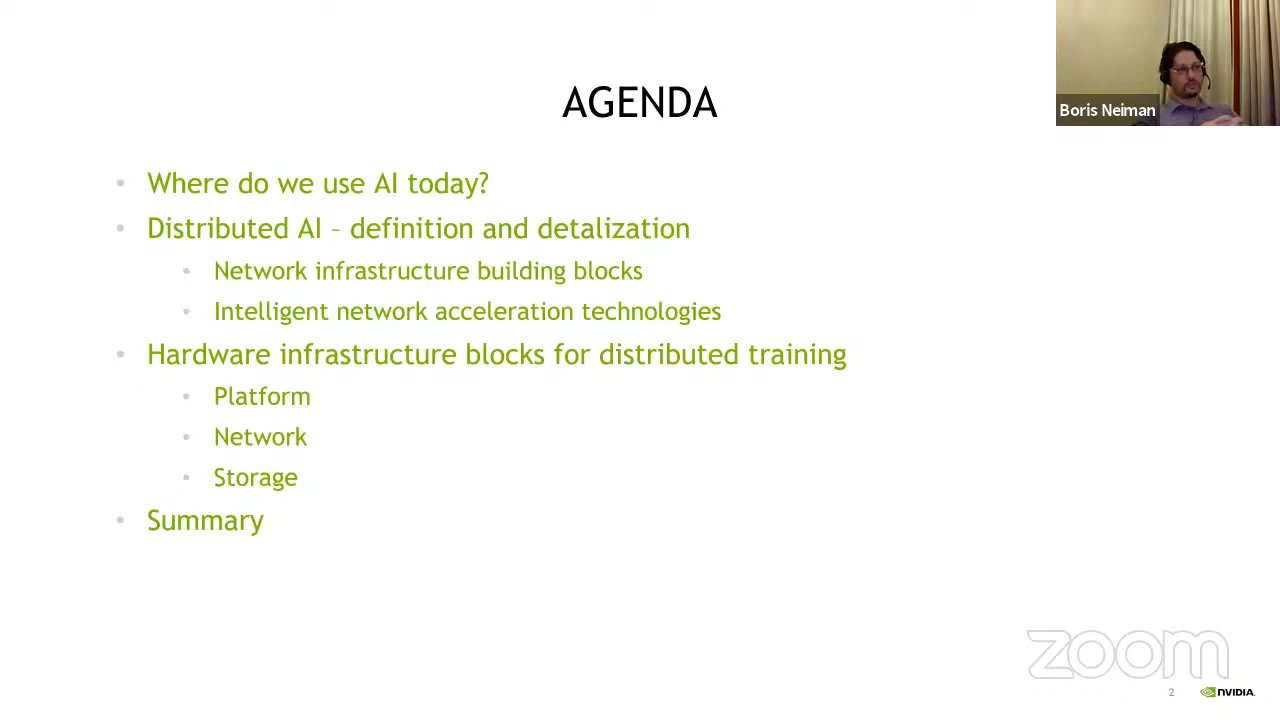 AGENDA
Boris Neiman
• Where do we use AI today?
• Distributed AI – definition and detalization
• Network infrastructure building blocks
• Intelligent network acceleration technologies
• Hardware infrastructure blocks for distributed training
• Platform
• Network
• Storage
• Summary
zoom
2
NVIDIA.